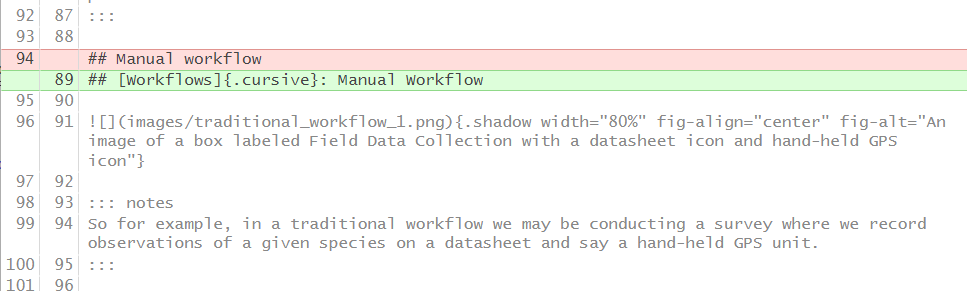 92 87 :::
93 88
94 ## Manual workflow
89 ## [Workflows]{.cursive}: Manual Workflow
95 90
96 91 ![](images/traditional_workflow_1.png){.shadow width="80%" fig-align="center" fig-alt="An
image of a box labeled Field Data Collection with a datasheet icon and hand-held GPS
icon"}
97 92
98 93 ::: notes
99 94 So for example, in a traditional workflow we may be conducting a survey where we record
observations of a given species on a datasheet and say a hand-held GPS unit.
100 95 :::
101 96